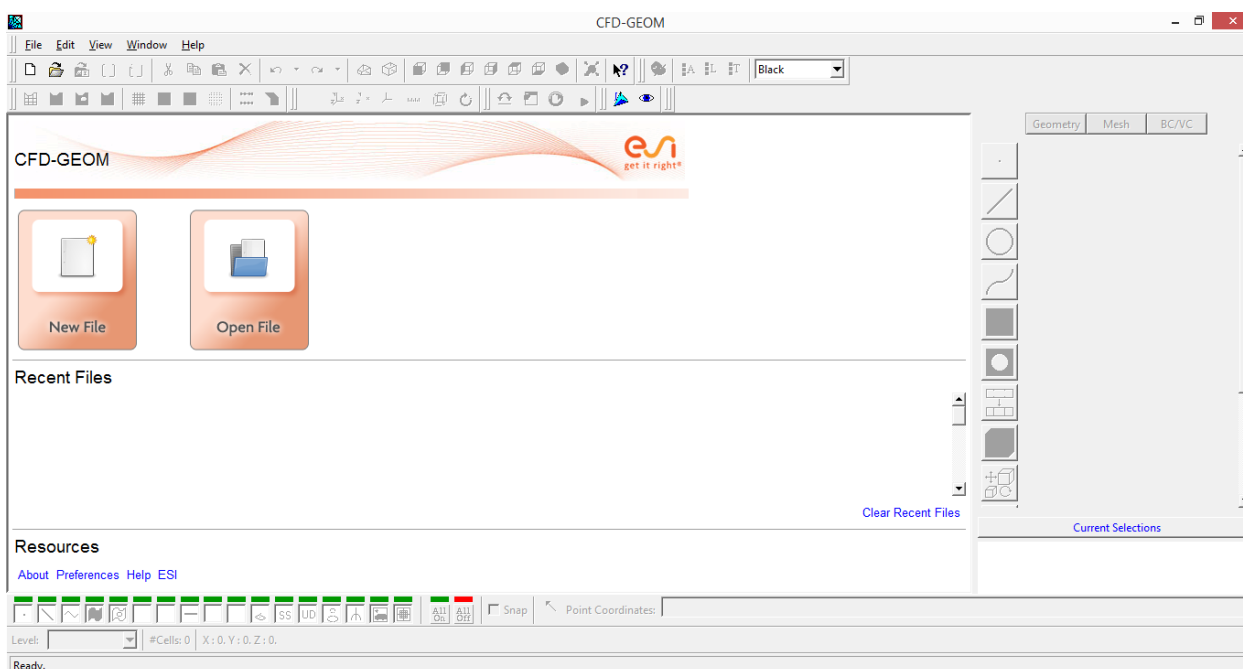 CFD-GEOM
File Edit View Window Help
A L T Black
Geometry Mesh BC/VC
CFD-GEOM
esi
get it right®
New File Open File
Recent Files
Clear Recent Files
Current Selections
Resources
About Preferences Help ESI
SS UD All On All Off Snap Point Coordinates:
Level: #Cells: 0 X : 0. Y : 0. Z : 0.
Ready.